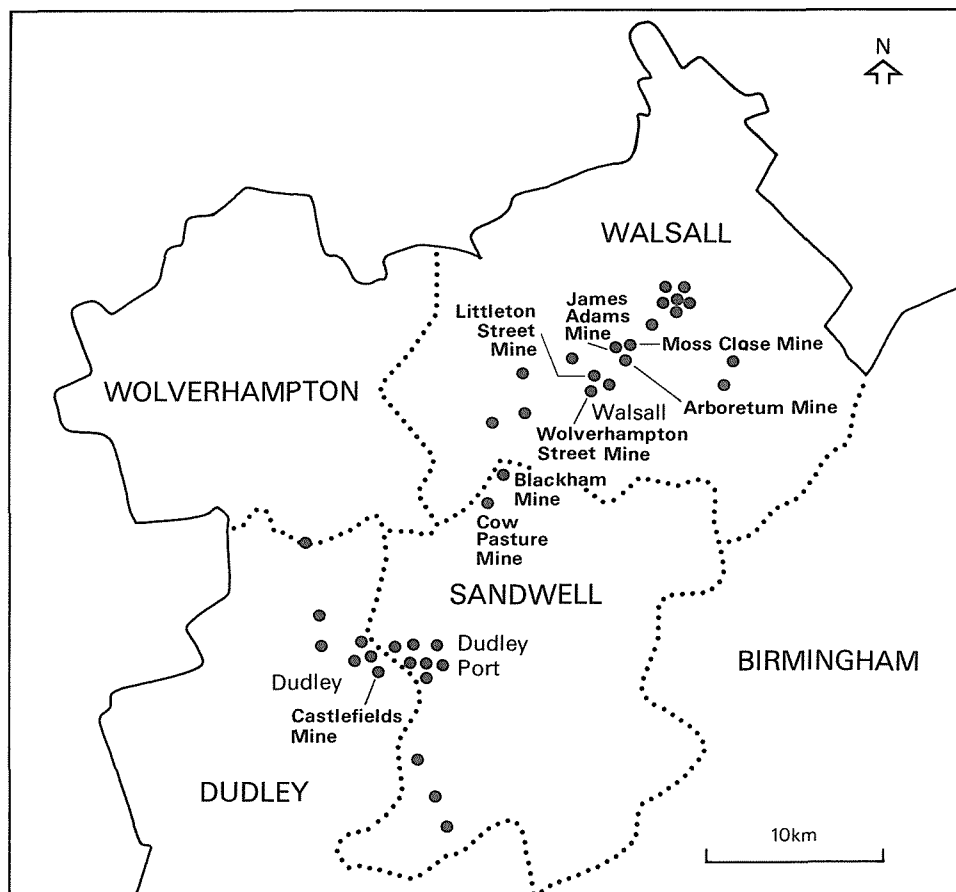 N
WALSALL
James
Adams
Mine
Littleton
Street
Mine
Moss Close Mine
WOLVERHAMPTON
Arboretum Mine
Walsall
Wolverhampton
Street Mine
Blackham
Mine
Cow
Pasture
Mine
SANDWELL
Dudley
Port
BIRMINGHAM
Dudley
Castlefields
Mine
DUDLEY
10km